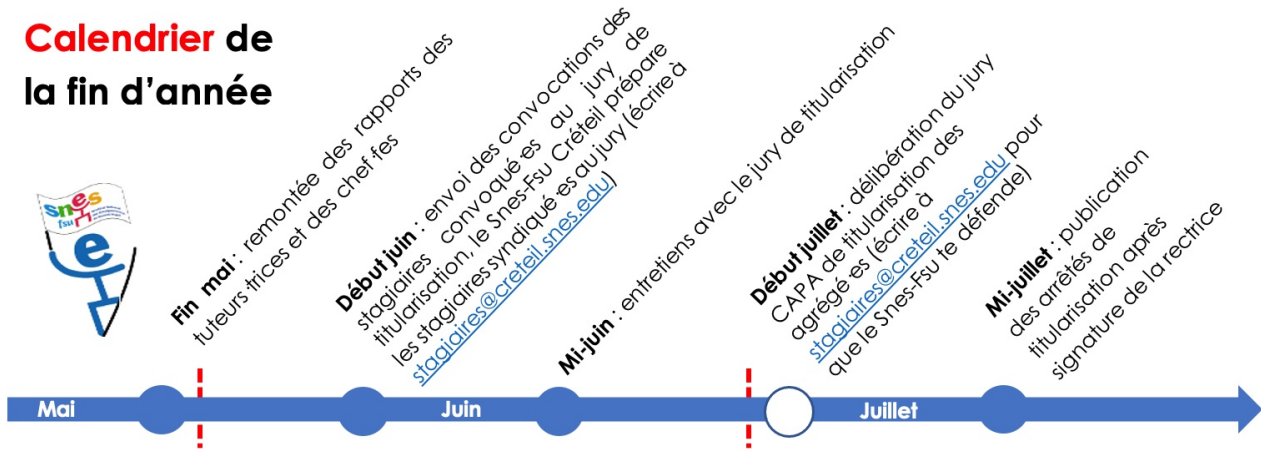 Calendrier de
la fin d'année
snes
fsu
e
Fin mai : remontée des rapports des
tuteurs·trices et des chef·fes
Début juin : envoi des convocations des
stagiaires convoqué·es au jury de
titularisation, le Snes-Fsu Créteil prépare
les stagiaires syndiqué·es au jury (écrire à
stagiaires@creteil.snes.edu)
Mi-juin : entretiens avec le jury de titularisation
Début juillet : délibération du jury
CAPA de titularisation des
agrégé·es (écrire à
stagiaires@creteil.snes.edu pour
que le Snes-Fsu te défende)
Mi-juillet : publication
des arrêtés de
titularisation après
signature de la rectrice
Mai
Juin
Juillet